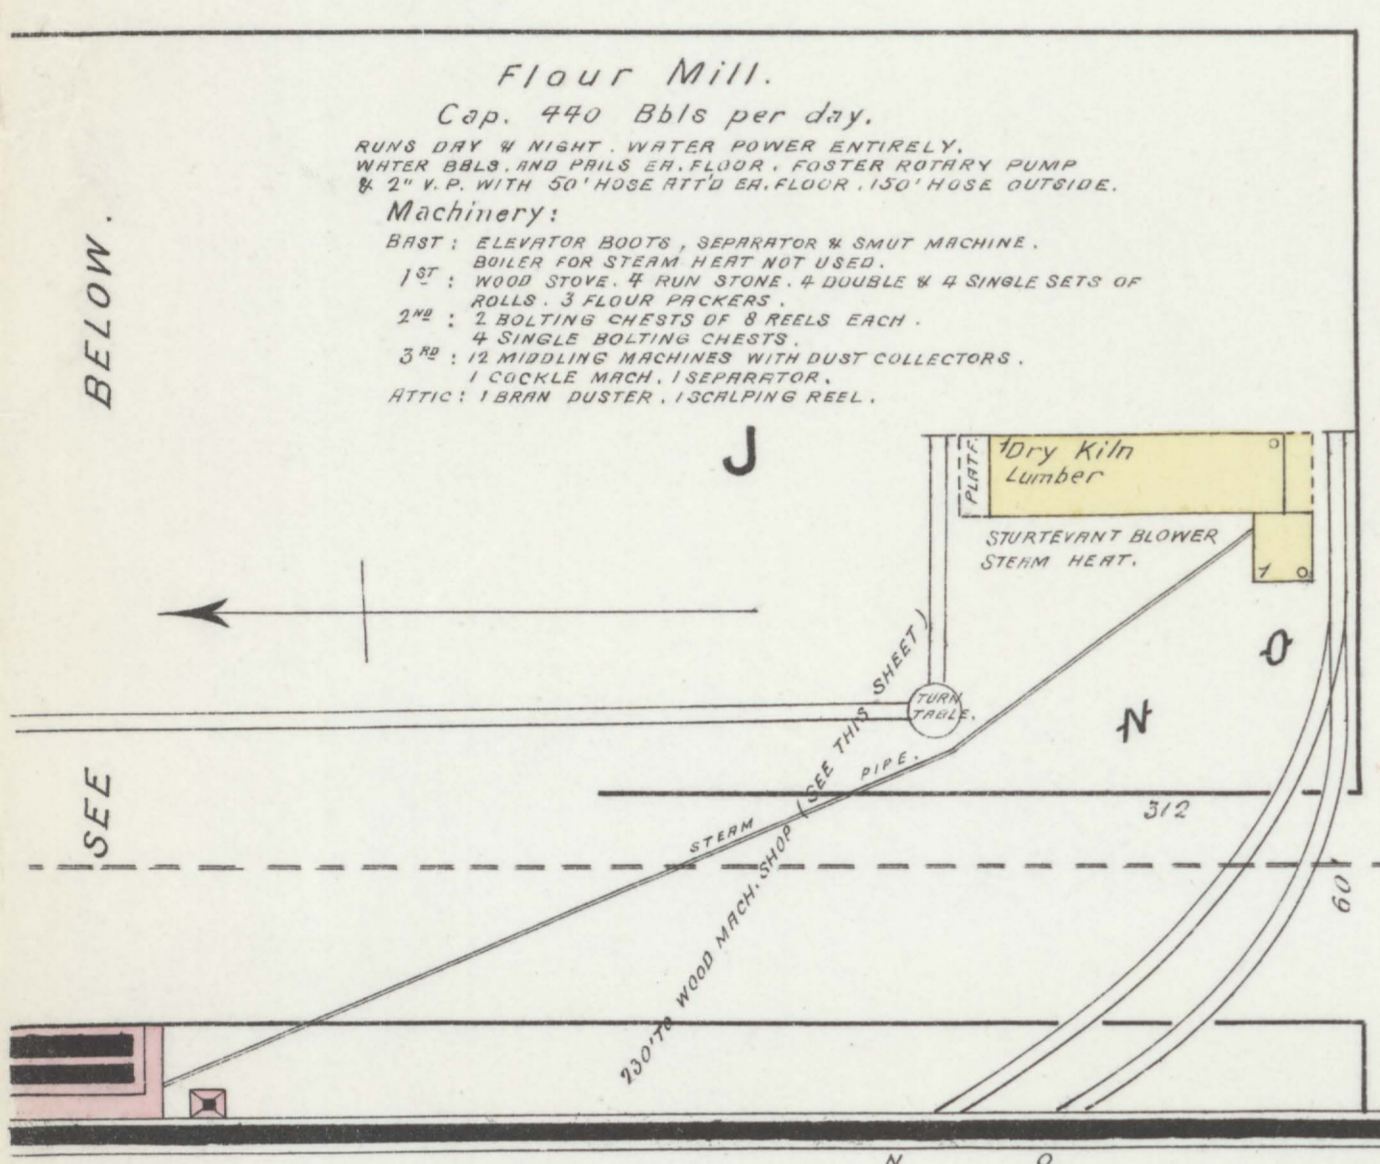 Flour Mill.
Cap. 440 Bbls per day.
RUNS DAY & NIGHT. WATER POWER ENTIRELY.
WATER BBLS. AND PAILS EA. FLOOR. FOSTER ROTARY PUMP
& 2" V.P. WITH 50' HOSE ATT'D EA. FLOOR. 150' HOSE OUTSIDE.
Machinery:
BAST: ELEVATOR BOOTS, SEPARATOR & SMUT MACHINE.
BOILER FOR STEAM HEAT NOT USED.
1ST: WOOD STOVE. 4 RUN STONE. 4 DOUBLE & 4 SINGLE SETS OF
ROLLS. 3 FLOUR PACKERS.
2ND: 2 BOLTING CHESTS OF 8 REELS EACH.
4 SINGLE BOLTING CHESTS.
3RD: 12 MIDDLING MACHINES WITH DUST COLLECTORS.
1 COCKLE MACH. 1 SEPARATOR.
ATTIC: 1 BRAN DUSTER. 1 SCALPING REEL.
SEE BELOW.
J
PLATF.
1 Dry Kiln
Lumber
STURTEVANT BLOWER
STEAM HEAT.
1
O
N
TURN
TABLE.
STEAM PIPE.
312
60'
230' TO WOOD MACH. SHOP (SEE THIS SHEET)
N O